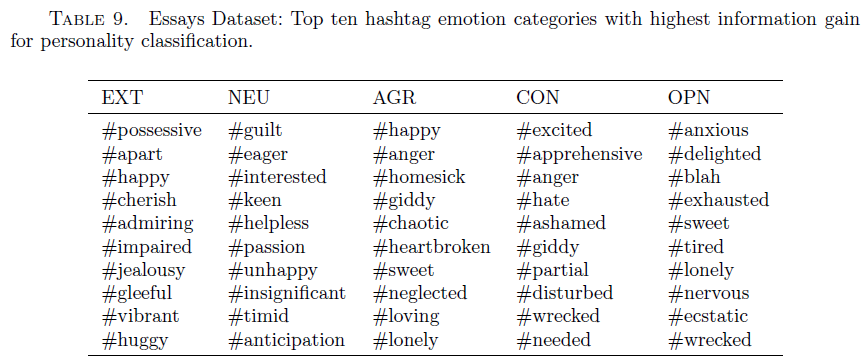 TABLE 9. Essays Dataset: Top ten hashtag emotion categories with highest information gain
for personality classification.
EXT NEU AGR CON OPN
#possessive #guilt #happy #excited #anxious
#apart #eager #anger #apprehensive #delighted
#happy #interested #homesick #anger #blah
#cherish #keen #giddy #hate #exhausted
#admiring #helpless #chaotic #ashamed #sweet
#impaired #passion #heartbroken #giddy #tired
#jealousy #unhappy #sweet #partial #lonely
#gleeful #insignificant #neglected #disturbed #nervous
#vibrant #timid #loving #wrecked #ecstatic
#huggy #anticipation #lonely #needed #wrecked